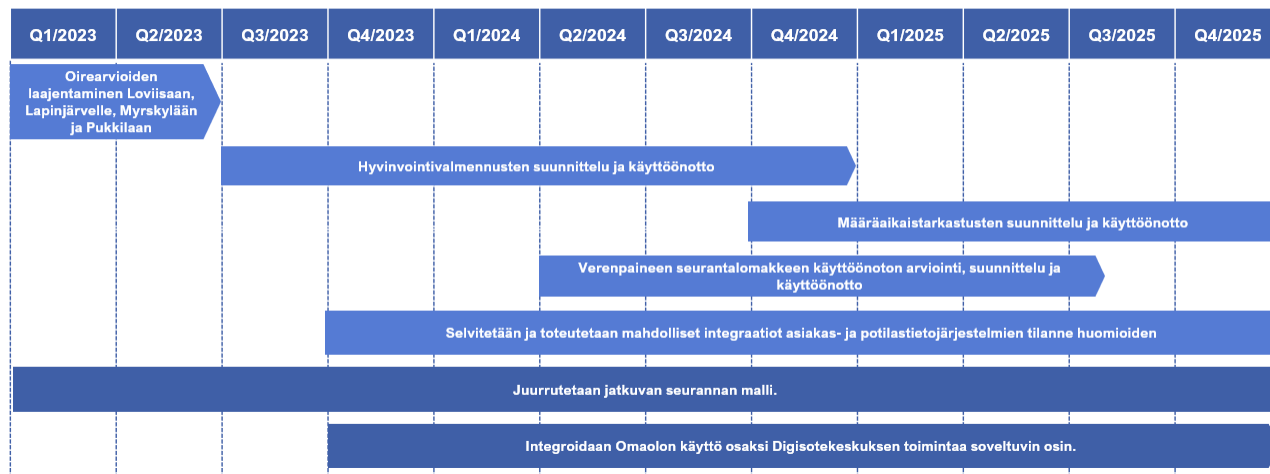 Q1/2023 Q2/2023 Q3/2023 Q4/2023 Q1/2024 Q2/2024 Q3/2024 Q4/2024 Q1/2025 Q2/2025 Q3/2025 Q4/2025
Oirearvioiden
laajentaminen Loviisaan,
Lapinjärvelle, Myrskylään
ja Pukkilaan
Hyvinvointivalmennusten suunnittelu ja käyttöönotto
Määräaikaistarkastusten suunnittelu ja käyttöönotto
Verenpaineen seurantalomakkeen käyttöönoton arviointi, suunnittelu ja
käyttöönotto
Selvitetään ja toteutetaan mahdolliset integraatiot asiakas- ja potilastietojärjestelmien tilanne huomioiden
Juurrutetaan jatkuvan seurannan malli.
Integroidaan Omaolon käyttö osaksi Digisotekeskuksen toimintaa soveltuvin osin.